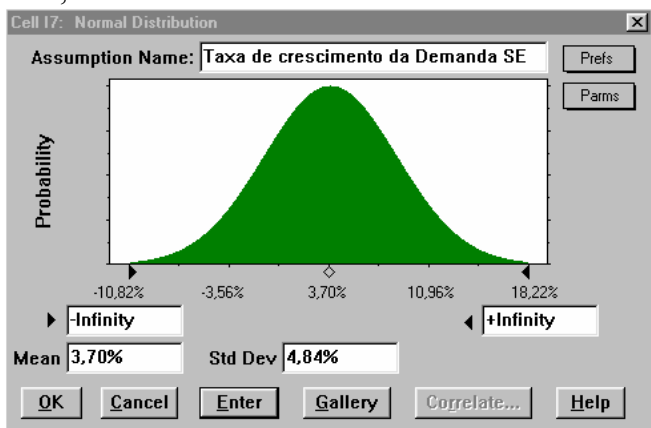 Cell I7: Normal Distribution
Assumption Name: Taxa de crescimento da Demanda SE
Prefs
Parms
Probability
-10,82% -3,56% 3,70% 10,96% 18,22%
-Infinity +Infinity
Mean 3,70% Std Dev 4,84%
OK Cancel Enter Gallery Correlate... Help